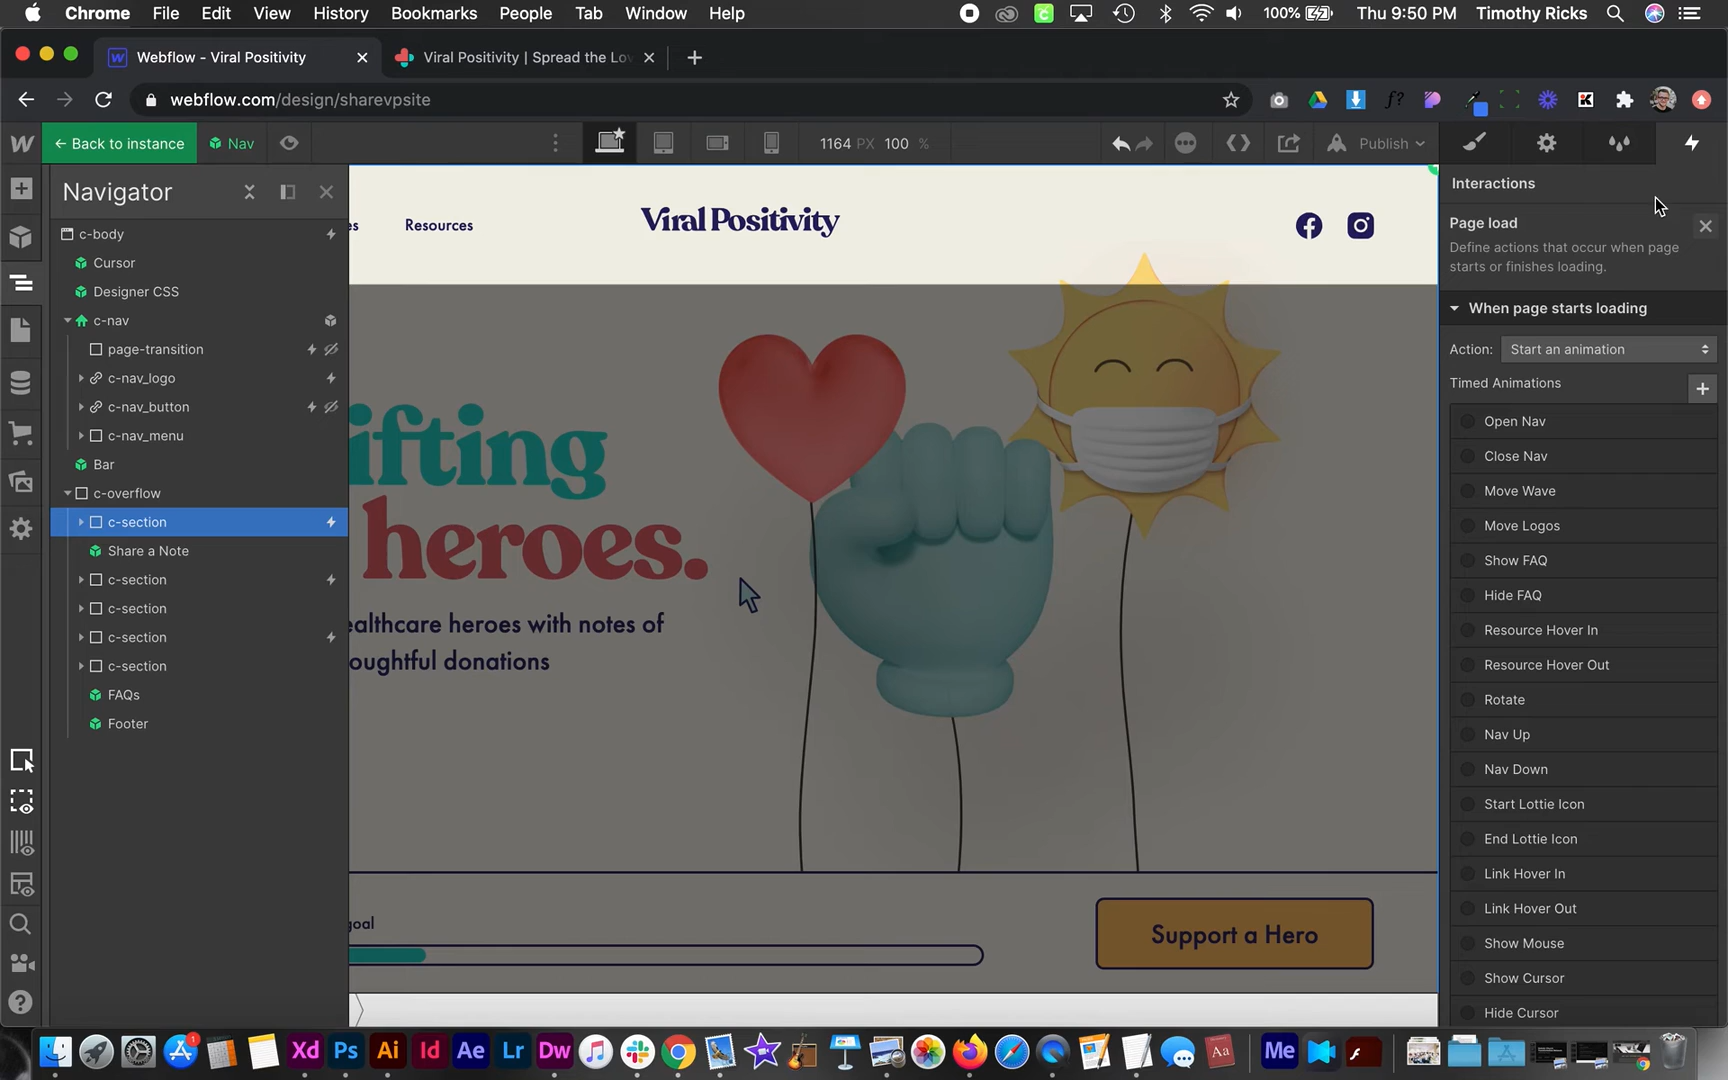 Chrome File Edit View History Bookmarks People Tab Window Help 100% Thu 9:50 PM Timothy Ricks
Webflow - Viral Positivity
Viral Positivity | Spread the Lov
webflow.com/design/sharevpsite
f?
Back to instance
Nav
1164 PX 100 %
Publish
Navigator
c-body
Cursor
Designer CSS
c-nav
page-transition
c-nav_logo
c-nav_button
c-nav_menu
Bar
c-overflow
c-section
Share a Note
c-section
c-section
c-section
c-section
FAQs
Footer
es
Resources
Viral Positivity
ifting
heroes.
ealthcare heroes with notes of
oughtful donations
goal
Support a Hero
Interactions
Page load
Define actions that occur when page
starts or finishes loading.
When page starts loading
Action: Start an animation
Timed Animations
Open Nav
Close Nav
Move Wave
Move Logos
Show FAQ
Hide FAQ
Resource Hover In
Resource Hover Out
Rotate
Nav Up
Nav Down
Start Lottie Icon
End Lottie Icon
Link Hover In
Link Hover Out
Show Mouse
Show Cursor
Hide Cursor
1
Xd Ps Ai Id Ae Lr Dw Aa Me